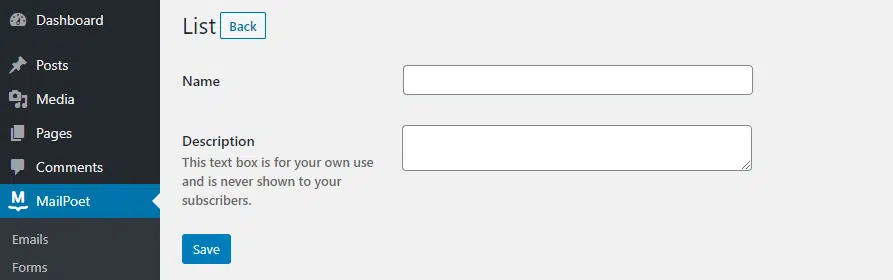 Dashboard
Posts
Media
Pages
Comments
MailPoet
Emails
Forms
List Back
Name
Description
This text box is for your own use
and is never shown to your
subscribers.
Save